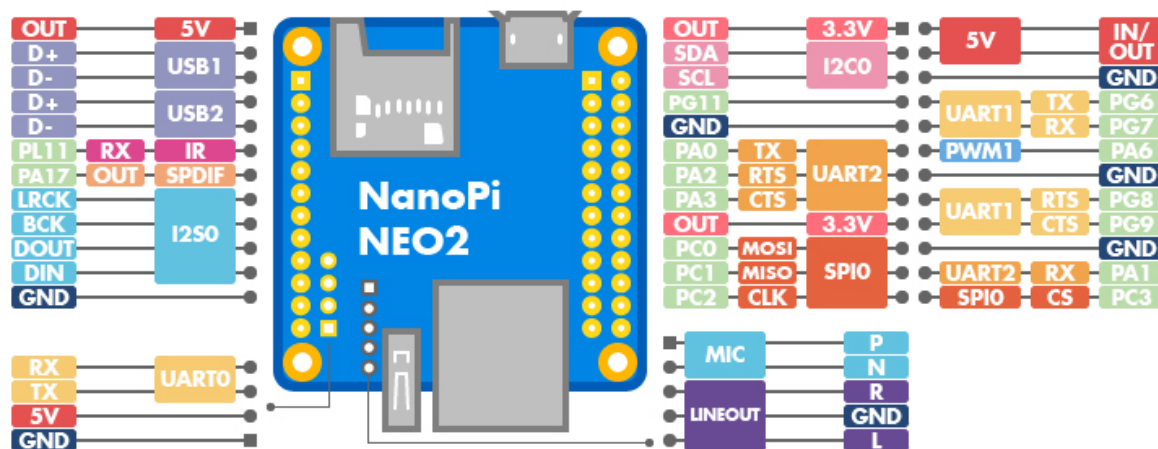 OUT 5V
D+ USB1
D-
D+ USB2
D-
PL11 RX IR
PA17 OUT SPDIF
LRCK I2S0
BCK
DOUT
DIN
GND
RX UART0
TX
5V
GND
NanoPi
NEO2
OUT 3.3V
SDA I2C0
SCL
PG11
GND
PA0 TX UART2
PA2 RTS
PA3 CTS
OUT 3.3V
PC0 MOSI SPI0
PC1 MISO
PC2 CLK
5V IN/
OUT
GND
UART1 TX PG6
RX PG7
PWM1 PA6
GND
UART1 RTS PG8
CTS PG9
GND
UART2 RX PA1
SPI0 CS PC3
MIC P
N
LINEOUT R
GND
L